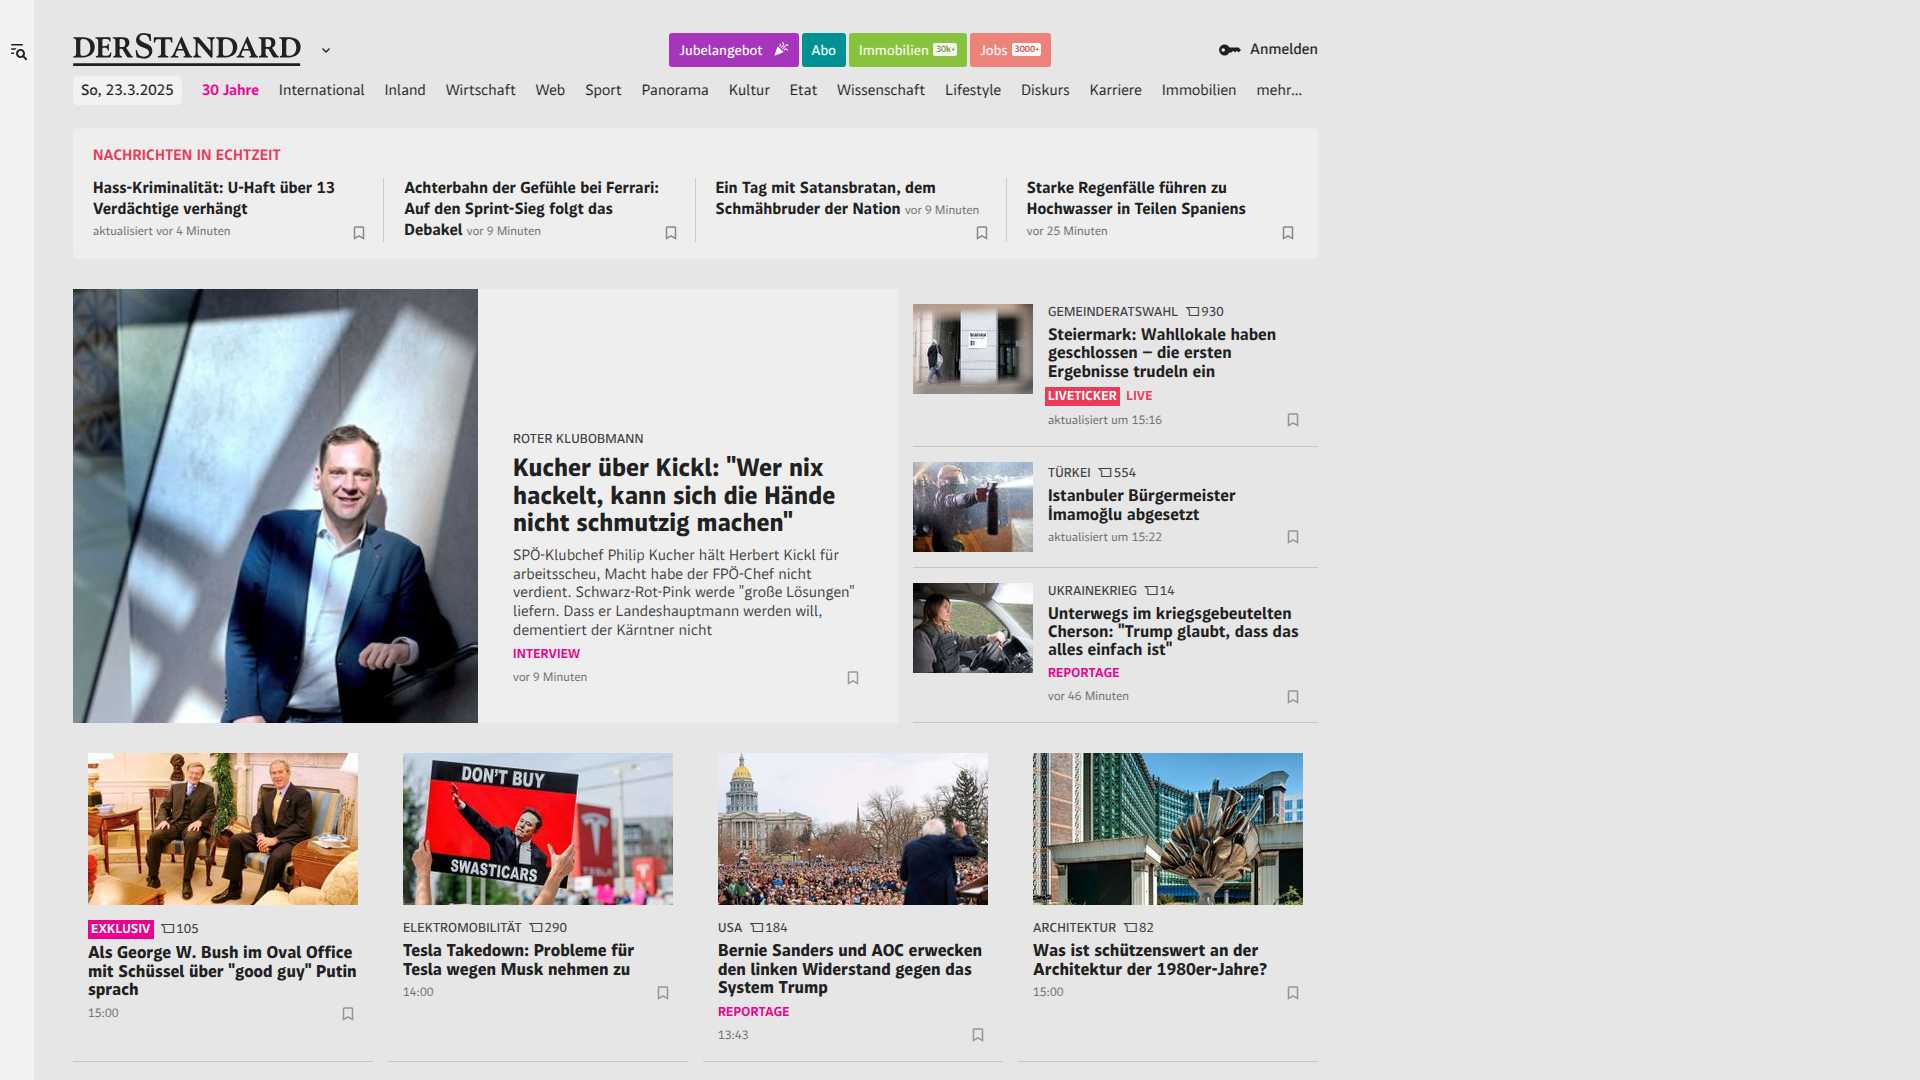 DERSTANDARD
Jubelangebot
Abo
Immobilien 30k+
Jobs 3000+
Anmelden
So, 23.3.2025
30 Jahre
International
Inland
Wirtschaft
Web
Sport
Panorama
Kultur
Etat
Wissenschaft
Lifestyle
Diskurs
Karriere
Immobilien
mehr...
NACHRICHTEN IN ECHTZEIT
Hass-Kriminalität: U-Haft über 13
Verdächtige verhängt
aktualisiert vor 4 Minuten
Achterbahn der Gefühle bei Ferrari:
Auf den Sprint-Sieg folgt das
Debakel vor 9 Minuten
Ein Tag mit Satansbratan, dem
Schmähbruder der Nation vor 9 Minuten
Starke Regenfälle führen zu
Hochwasser in Teilen Spaniens
vor 25 Minuten
ROTER KLUBOBMANN
Kucher über Kickl: "Wer nix
hackelt, kann sich die Hände
nicht schmutzig machen"
SPÖ-Klubchef Philip Kucher hält Herbert Kickl für
arbeitsscheu, Macht habe der FPÖ-Chef nicht
verdient. Schwarz-Rot-Pink werde "große Lösungen"
liefern. Dass er Landeshauptmann werden will,
dementiert der Kärntner nicht
INTERVIEW
vor 9 Minuten
GEMEINDERATSWAHL 930
Steiermark: Wahllokale haben
geschlossen – die ersten
Ergebnisse trudeln ein
LIVETICKER LIVE
aktualisiert um 15:16
TÜRKEI 554
Istanbuler Bürgermeister
İmamoğlu abgesetzt
aktualisiert um 15:22
UKRAINEKRIEG 14
Unterwegs im kriegsgebeutelten
Cherson: "Trump glaubt, dass das
alles einfach ist"
REPORTAGE
vor 46 Minuten
EXKLUSIV 105
Als George W. Bush im Oval Office
mit Schüssel über "good guy" Putin
sprach
15:00
DON'T BUY
SWASTICARS
ELEKTROMOBILITÄT 290
Tesla Takedown: Probleme für
Tesla wegen Musk nehmen zu
14:00
USA 184
Bernie Sanders und AOC erwecken
den linken Widerstand gegen das
System Trump
REPORTAGE
13:43
ARCHITEKTUR 82
Was ist schützenswert an der
Architektur der 1980er-Jahre?
15:00